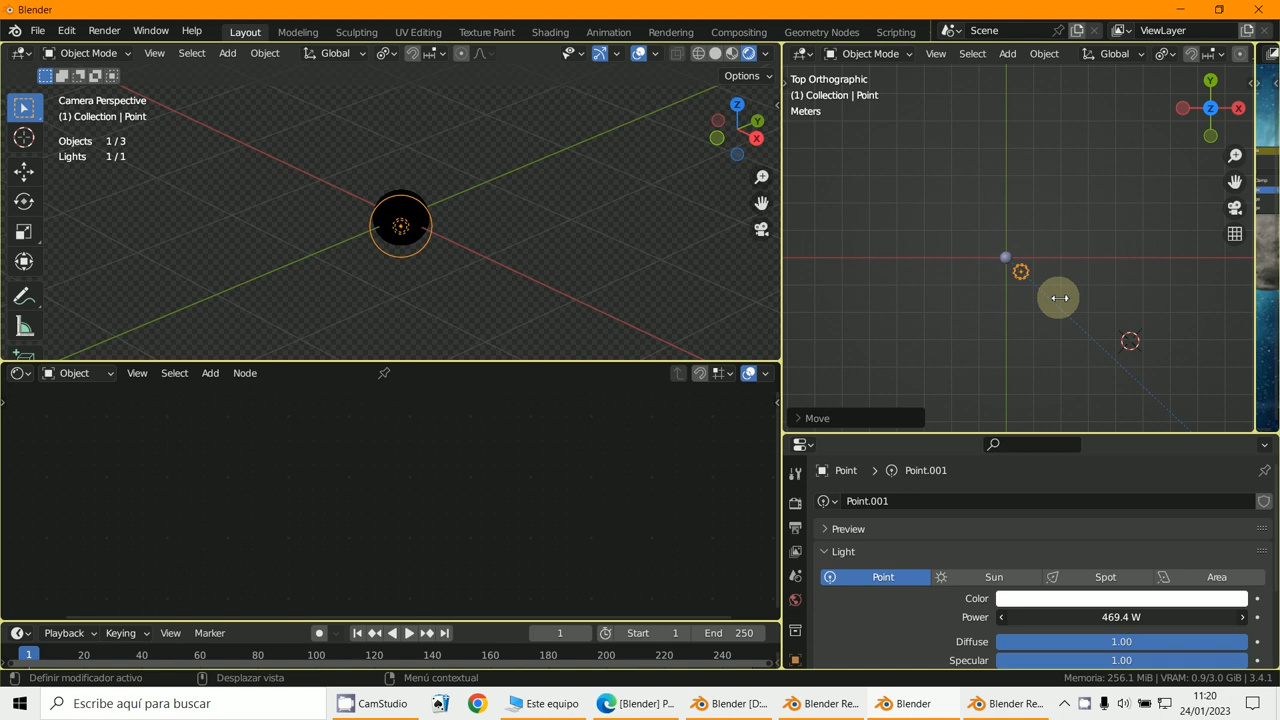 Blender
File Edit Render Window Help Layout Modeling Sculpting UV Editing Texture Paint Shading Animation Rendering Compositing Geometry Nodes Scripting Scene ViewLayer
Object Mode View Select Add Object Global
Options
Camera Perspective
(1) Collection | Point
Objects 1 / 3
Lights 1 / 1
Z
Y
X
Object Mode View Select Add Object Global
Top Orthographic
(1) Collection | Point
Meters
Y
Z
X
Move
Object View Select Add Node
Point Point.001
Point.001
Preview
Light
Point Sun Spot Area
Color
Power 469.4 W
Diffuse 1.00
Specular 1.00
Playback Keying View Marker 1 Start 1 End 250
1 20 40 60 80 100 120 140 160 180 200 220 240
Definir modificador activo Desplazar vista Menú contextual Memoria: 256.1 MiB | VRAM: 0.9/3.0 GiB | 3.4.1
Escribe aquí para buscar CamStudio Este equipo [Blender] P... Blender [D:... Blender Re... Blender Blender Re... 11:20
24/01/2023